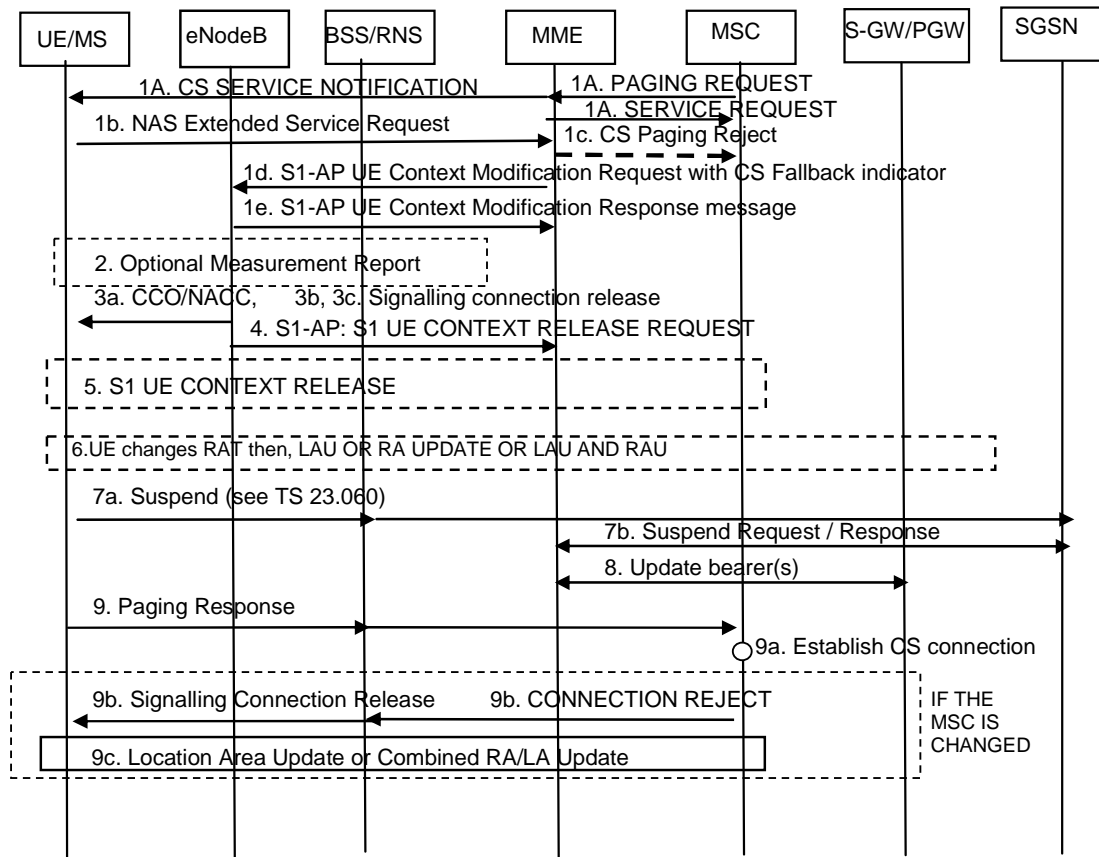 UE/MS
eNodeB
BSS/RNS
MME
MSC
S-GW/PGW
SGSN
1A. CS SERVICE NOTIFICATION
1A. PAGING REQUEST
1A. SERVICE REQUEST
1b. NAS Extended Service Request
1c. CS Paging Reject
1d. S1-AP UE Context Modification Request with CS Fallback indicator
1e. S1-AP UE Context Modification Response message
2. Optional Measurement Report
3a. CCO/NACC, 3b, 3c. Signalling connection release
4. S1-AP: S1 UE CONTEXT RELEASE REQUEST
5. S1 UE CONTEXT RELEASE
6.UE changes RAT then, LAU OR RA UPDATE OR LAU AND RAU
7a. Suspend (see TS 23.060)
7b. Suspend Request / Response
8. Update bearer(s)
9. Paging Response
9a. Establish CS connection
9b. Signalling Connection Release
9b. CONNECTION REJECT
IF THE
MSC IS
CHANGED
9c. Location Area Update or Combined RA/LA Update